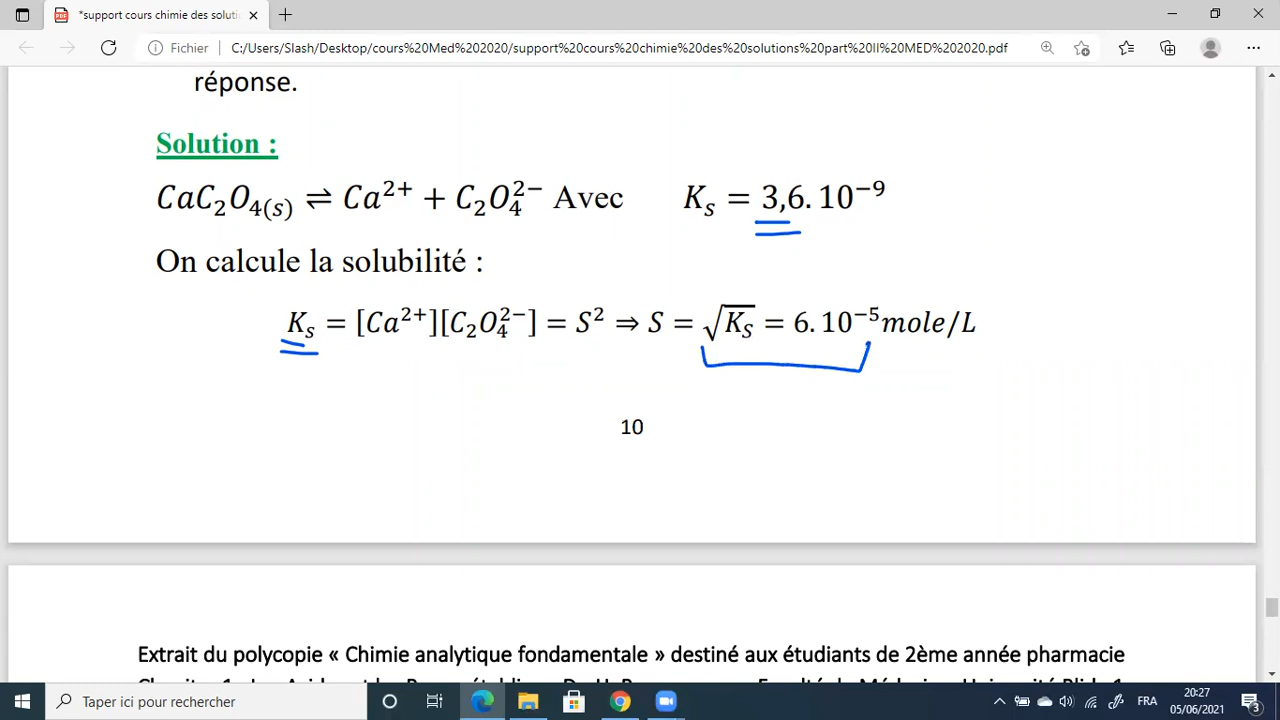 *support cours chimie des soluti
Fichier C:/Users/Slash/Desktop/cours%20Med%202020/support%20cours%20chimie%20des%20solutions%20part%20II%20MED%202020.pdf
réponse.
Solution :
CaC₂O₄₍ₛ₎ ⇌ Ca²⁺ + C₂O₄²⁻ Avec Kₛ = 3,6. 10⁻⁹
On calcule la solubilité :
Kₛ = [Ca²⁺][C₂O₄²⁻] = S² ⇒ S = √Kₛ = 6. 10⁻⁵ mole/L
10
Extrait du polycopie « Chimie analytique fondamentale » destiné aux étudiants de 2ème année pharmacie
Taper ici pour rechercher
FRA
20:27
05/06/2021
3